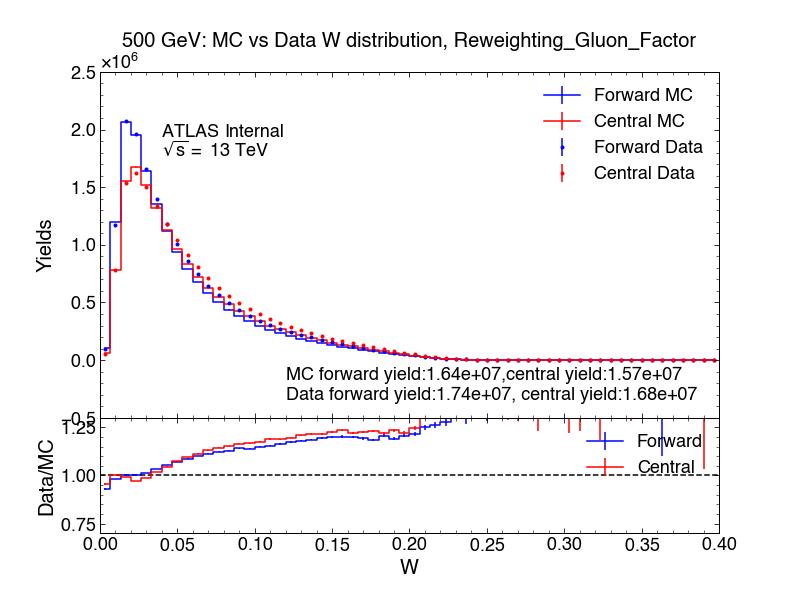 500 GeV: MC vs Data W distribution, Reweighting_Gluon_Factor
×10⁶
2.5
2.0
1.5
1.0
0.5
0.0
-0.5
Yields
ATLAS Internal
√s = 13 TeV
Forward MC
Central MC
Forward Data
Central Data
MC forward yield:1.64e+07,central yield:1.57e+07
Data forward yield:1.74e+07, central yield:1.68e+07
1.25
1.00
0.75
Data/MC
Forward
Central
0.00 0.05 0.10 0.15 0.20 0.25 0.30 0.35 0.40
W